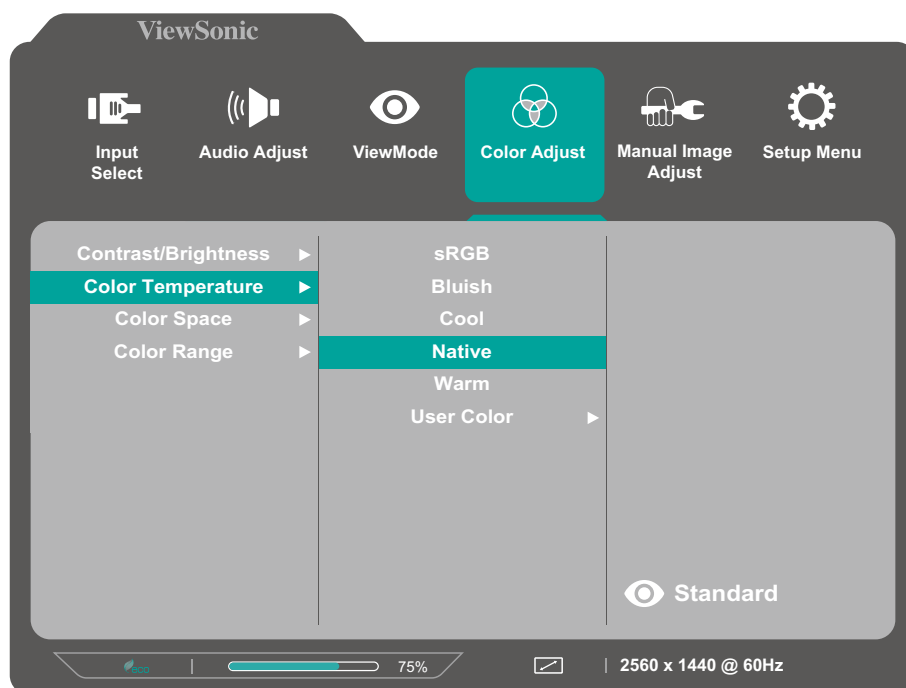 ViewSonic
Input
Select
Audio Adjust
ViewMode
Color Adjust
Manual Image
Adjust
Setup Menu
Contrast/Brightness
Color Temperature
Color Space
Color Range
sRGB
Bluish
Cool
Native
Warm
User Color
Standard
eco
75%
2560 x 1440 @ 60Hz